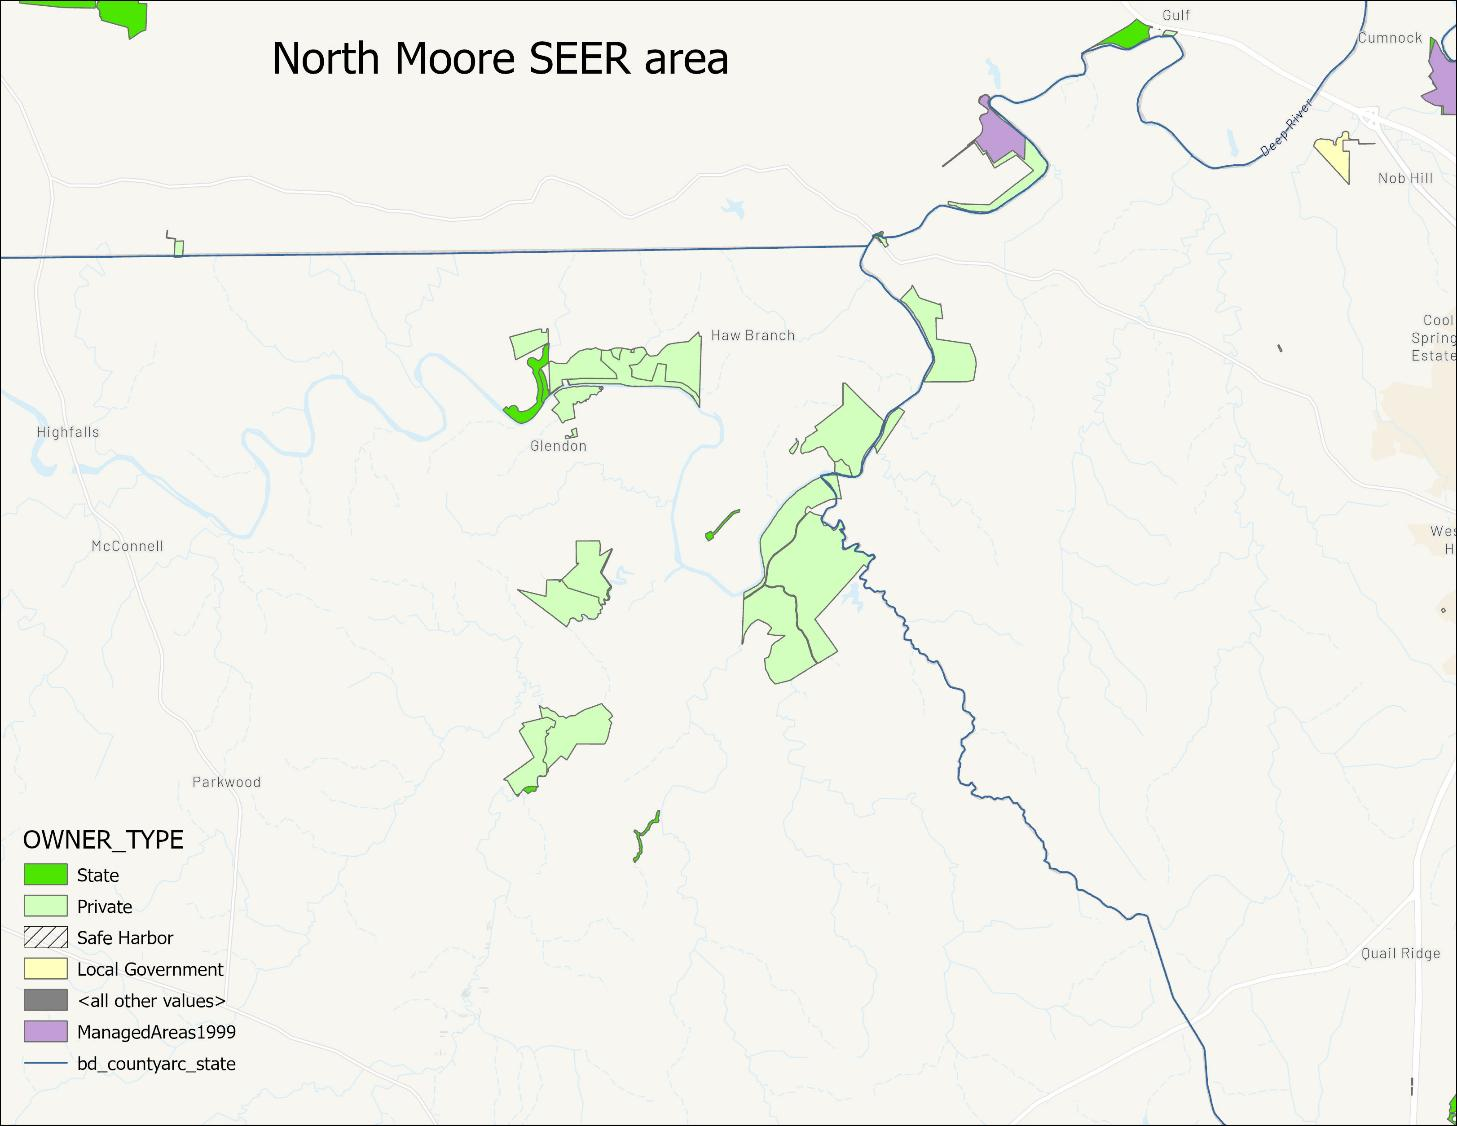 Gulf
Cumnock
North Moore SEER area
Deep River
Nob Hill
Haw Branch
Cool
Spring
Estate
Highfalls
Glendon
Wes
H
McConnell
Parkwood
OWNER_TYPE
State
Private
Safe Harbor
Local Government
<all other values>
ManagedAreas1999
bd_countyarc_state
Quail Ridge